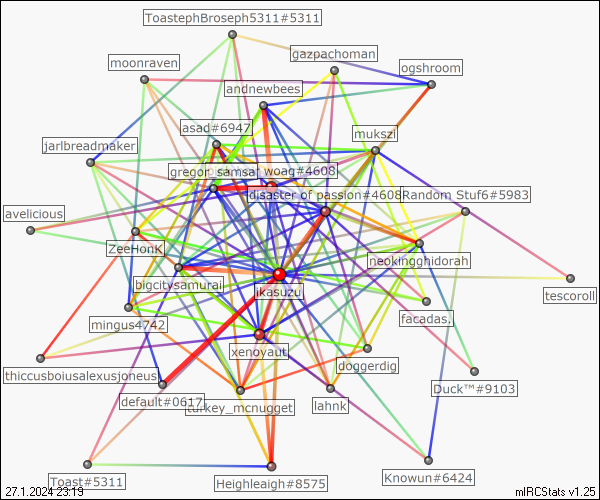 ToastephBroseph5311#5311
gazpachoman
moonraven
ogshroom
andnewbees
asad#6947
mukszi
jarlbreadmaker
gregor_samsat woag#4608
disaster of passion#4608
Random Stuf6#5983
avelicious
ZeeHonK
neokingghidorah
bigcitysamurai
ikasuzu
tescoroll
facadas.
mingus4742
xenoyaut
doggerdig
thiccusboiusalexusjoneus
Duck™#9103
default#0617
turkey_mcnugget
lahnk
Toast#5311
Heighleaigh#8575
Knowun#6424
27.1.2024 23:19
mIRCStats v1.25